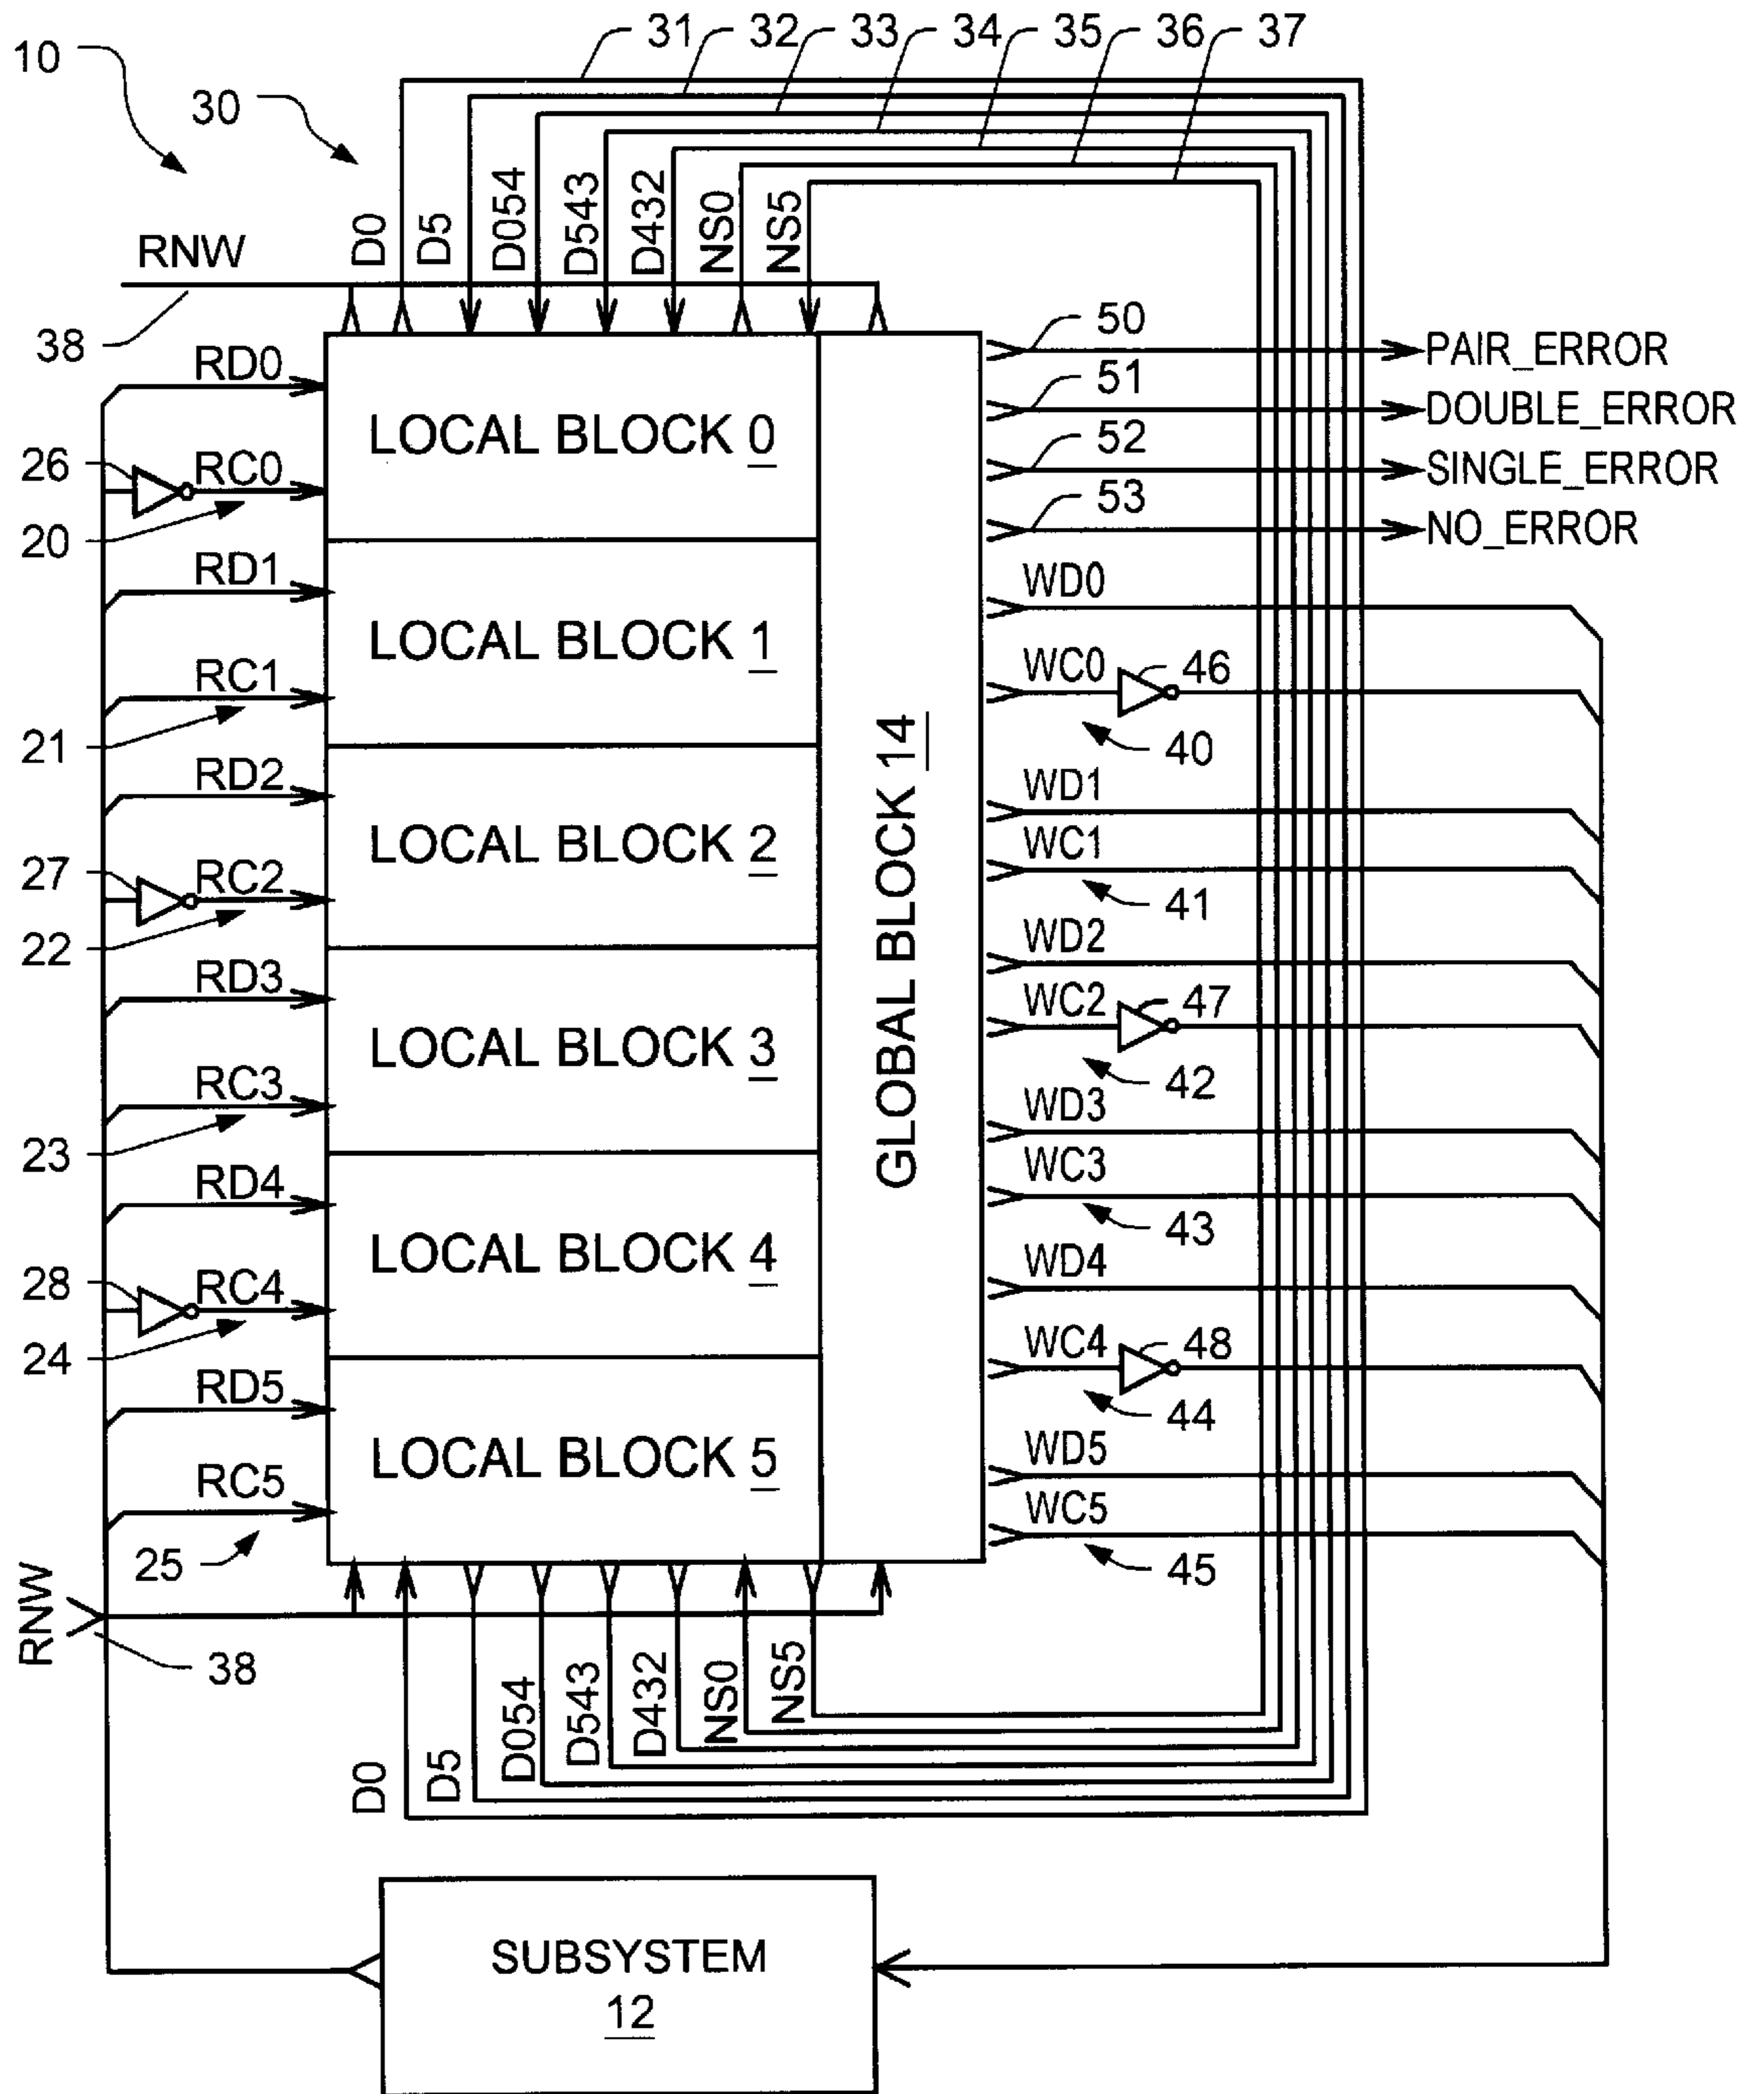 31 32 33 34 35 36 37
10
30
D0 D5 D054 D543 D432 NS0 NS5
RNW
38
50 PAIR_ERROR
51 DOUBLE_ERROR
52 SINGLE_ERROR
53 NO_ERROR
RD0
26 RC0
20
LOCAL BLOCK 0
RD1
RC1
21
LOCAL BLOCK 1
RD2
27 RC2
22
LOCAL BLOCK 2
RD3
RC3
23
LOCAL BLOCK 3
RD4
28 RC4
24
LOCAL BLOCK 4
RD5
RC5
25
LOCAL BLOCK 5
GLOBAL BLOCK 14
WD0
WC0 46
40
WD1
WC1
41
WD2
WC2 47
42
WD3
WC3
43
WD4
WC4 48
44
WD5
WC5
45
RNW
38
D0 D5 D054 D543 D432 NS0 NS5
SUBSYSTEM
12